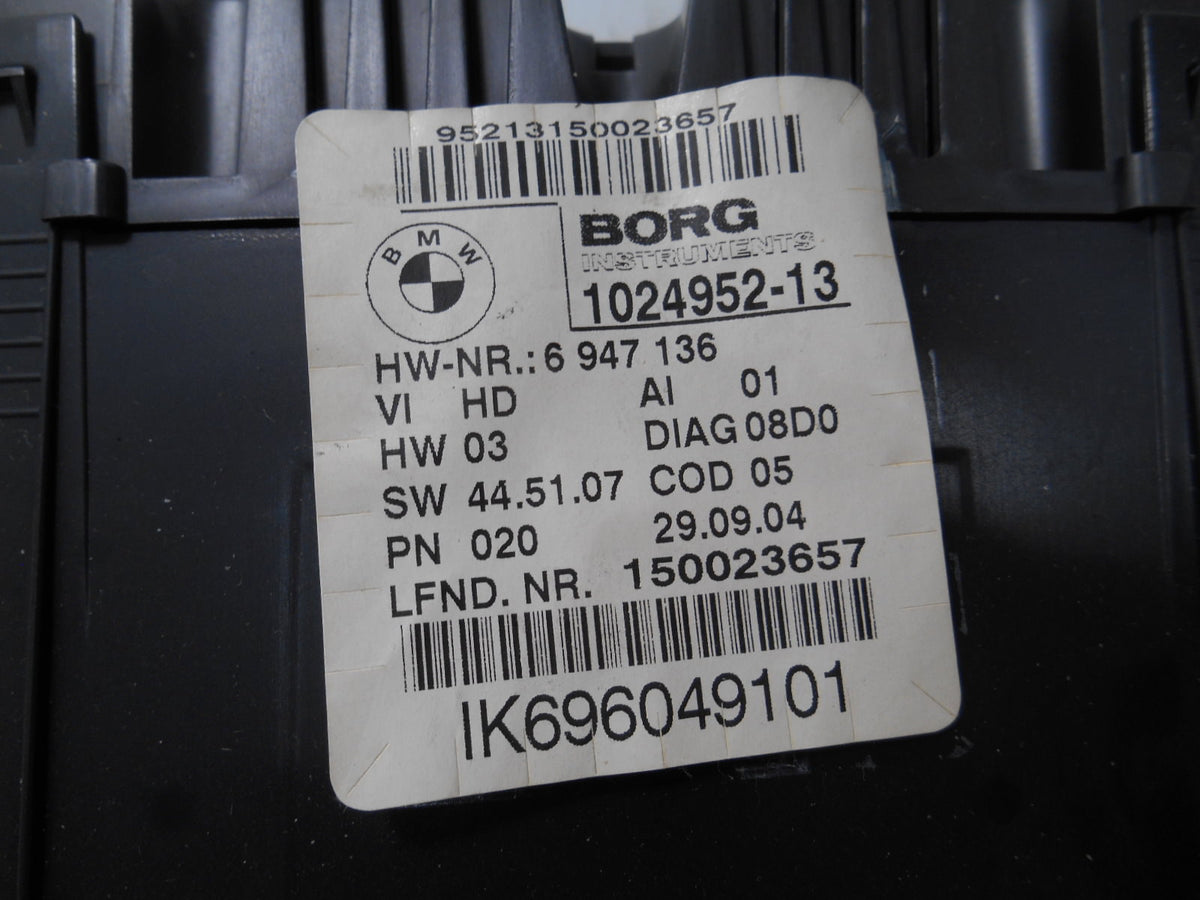 95213150023657
BMW
BORG
INSTRUMENTS
1024952-13
HW-NR.: 6 947 136
VI HD AI 01
HW 03 DIAG 08D0
SW 44.51.07 COD 05
PN 020 29.09.04
LFND. NR. 150023657
IK696049101